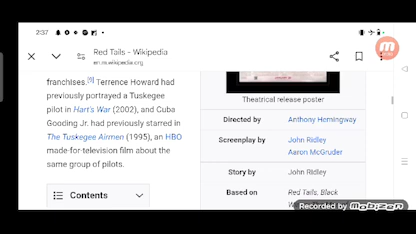 2:37
Red Tails - Wikipedia
en.m.wikipedia.org
franchises.[9] Terrence Howard had
previously portrayed a Tuskegee
pilot in Hart's War (2002), and Cuba
Gooding Jr. had previously starred in
The Tuskegee Airmen (1995), an HBO
made-for-television film about the
same group of pilots.
Contents
Theatrical release poster
Directed by Anthony Hemingway
Screenplay by John Ridley
Aaron McGruder
Story by John Ridley
Based on Red Tails, Black
Recorded by Mobizen